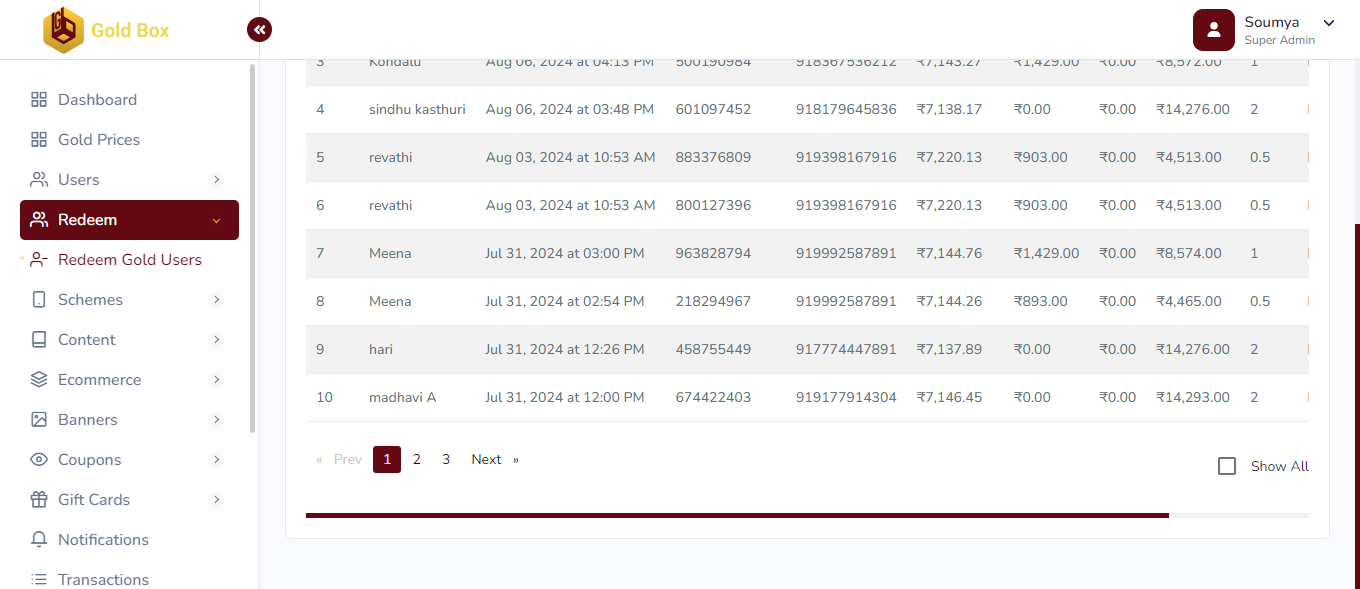 Gold Box
Soumya
Super Admin
Dashboard
Gold Prices
Users
Redeem
Redeem Gold Users
Schemes
Content
Ecommerce
Banners
Coupons
Gift Cards
Notifications
Transactions
3 Kondalu Aug 06, 2024 at 04:13 PM 500190984 918367536212 ₹7,143.27 ₹1,429.00 ₹0.00 ₹8,572.00 1
4 sindhu kasthuri Aug 06, 2024 at 03:48 PM 601097452 918179645836 ₹7,138.17 ₹0.00 ₹0.00 ₹14,276.00 2
5 revathi Aug 03, 2024 at 10:53 AM 883376809 919398167916 ₹7,220.13 ₹903.00 ₹0.00 ₹4,513.00 0.5
6 revathi Aug 03, 2024 at 10:53 AM 800127396 919398167916 ₹7,220.13 ₹903.00 ₹0.00 ₹4,513.00 0.5
7 Meena Jul 31, 2024 at 03:00 PM 963828794 919992587891 ₹7,144.76 ₹1,429.00 ₹0.00 ₹8,574.00 1
8 Meena Jul 31, 2024 at 02:54 PM 218294967 919992587891 ₹7,144.26 ₹893.00 ₹0.00 ₹4,465.00 0.5
9 hari Jul 31, 2024 at 12:26 PM 458755449 917774447891 ₹7,137.89 ₹0.00 ₹0.00 ₹14,276.00 2
10 madhavi A Jul 31, 2024 at 12:00 PM 674422403 919177914304 ₹7,146.45 ₹0.00 ₹0.00 ₹14,293.00 2
« Prev 1 2 3 Next »
Show All